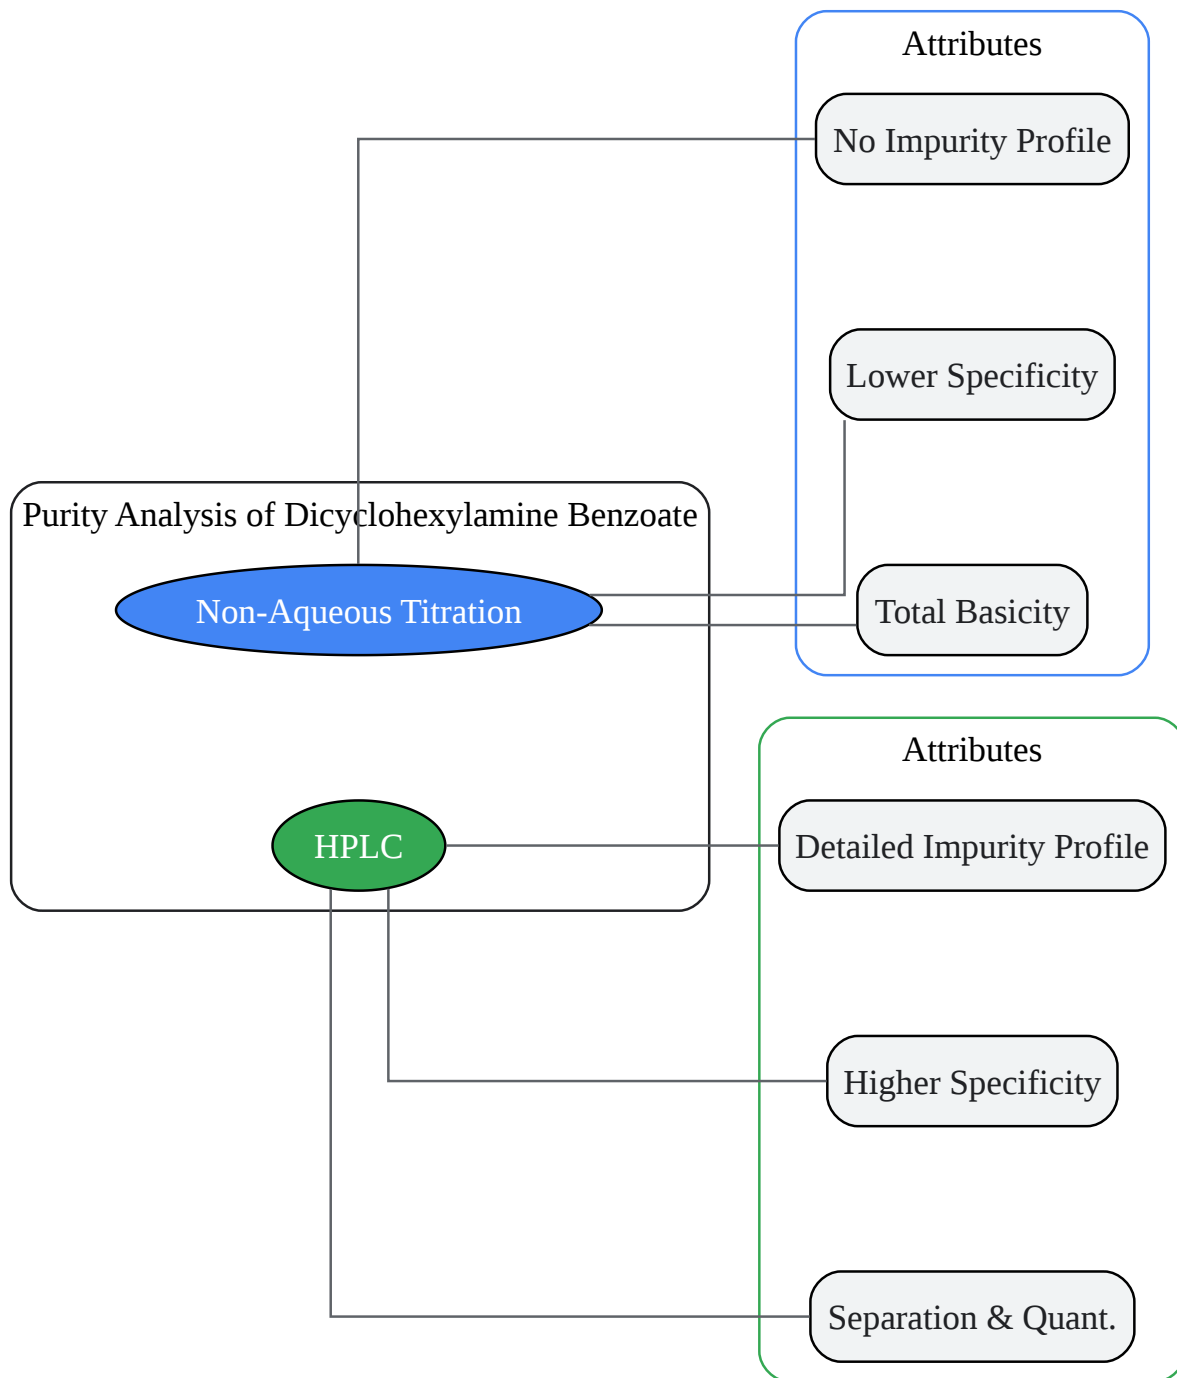 Attributes
No Impurity Profile
Lower Specificity
Purity Analysis of Dicyclohexylamine Benzoate
Non-Aqueous Titration
Total Basicity
Attributes
HPLC
Detailed Impurity Profile
Higher Specificity
Separation & Quant.